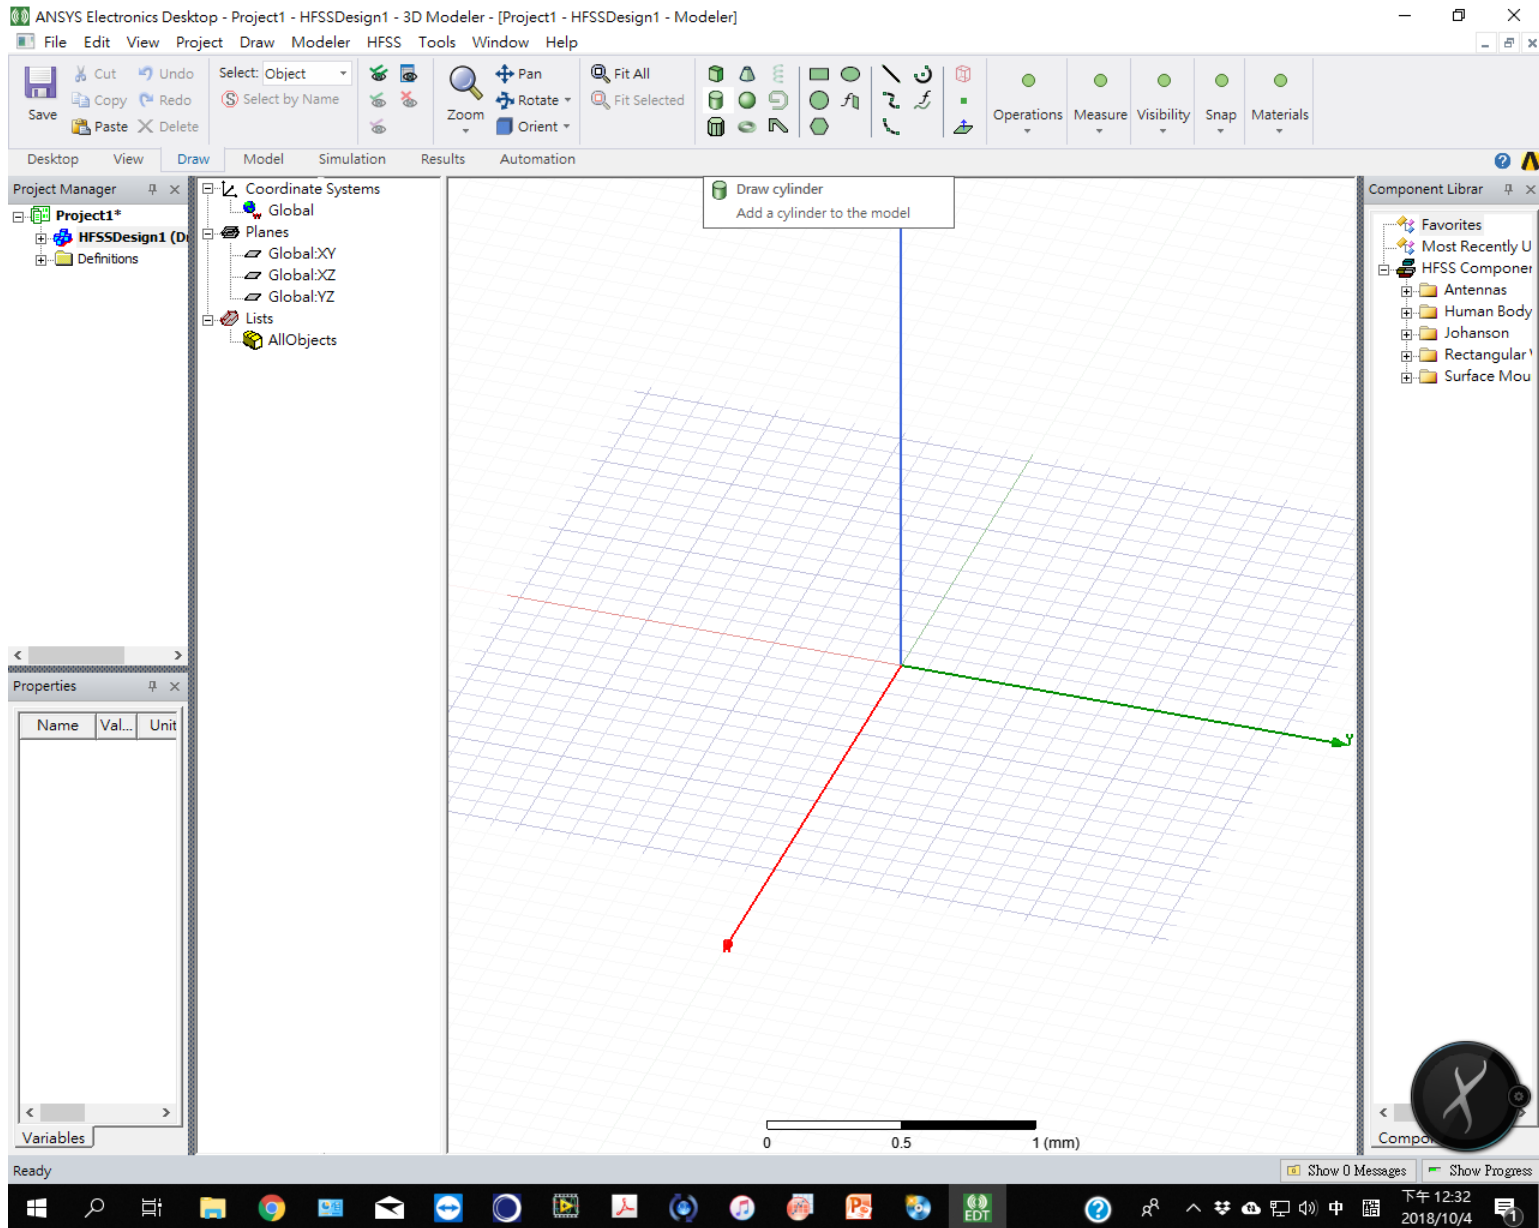 ANSYS Electronics Desktop - Project1 - HFSSDesign1 - 3D Modeler - [Project1 - HFSSDesign1 - Modeler]
File Edit View Project Draw Modeler HFSS Tools Window Help
Save
Cut Undo
Copy Redo
Paste Delete
Select: Object
Select by Name
Zoom
Pan
Rotate
Orient
Fit All
Fit Selected
Operations Measure Visibility Snap Materials
Desktop View Draw Model Simulation Results Automation
Project Manager
Project1*
HFSSDesign1 (D
Definitions
Coordinate Systems
Global
Planes
Global:XY
Global:XZ
Global:YZ
Lists
AllObjects
Draw cylinder
Add a cylinder to the model
Y
0 0.5 1 (mm)
Component Librar
Favorites
Most Recently U
HFSS Componer
Antennas
Human Body
Johanson
Rectangular
Surface Mou
Properties
Name Val... Unit
Variables
Compo
Ready
Show 0 Messages Show Progress
EDT
中
下午 12:32
2018/10/4
1